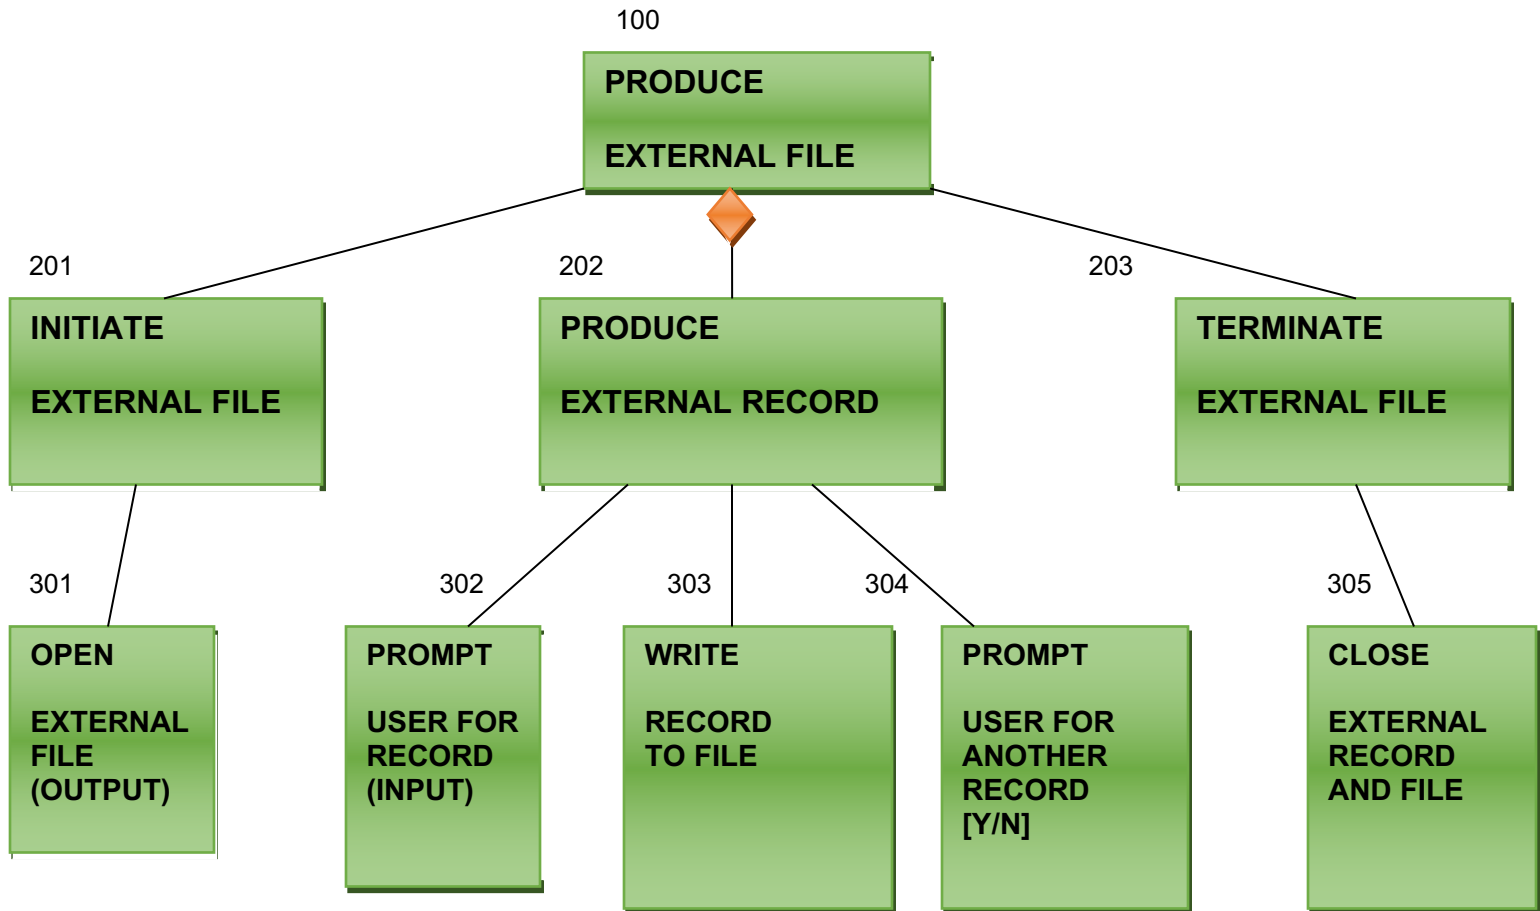 100
PRODUCE
EXTERNAL FILE
201
202
203
INITIATE
EXTERNAL FILE
PRODUCE
EXTERNAL RECORD
TERMINATE
EXTERNAL FILE
301
302
303
304
305
OPEN
EXTERNAL
FILE
(OUTPUT)
PROMPT
USER FOR
RECORD
(INPUT)
WRITE
RECORD
TO FILE
PROMPT
USER FOR
ANOTHER
RECORD
[Y/N]
CLOSE
EXTERNAL
RECORD
AND FILE